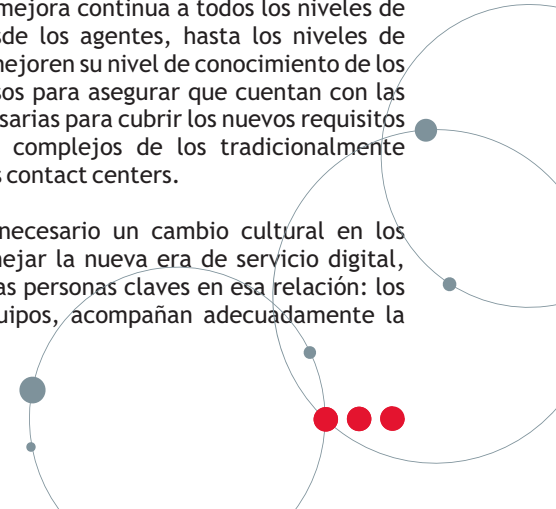 mejora continua a todos los niveles de
sde los agentes, hasta los niveles de
mejoren su nivel de conocimiento de los
sos para asegurar que cuentan con las
sarias para cubrir los nuevos requisitos
complejos de los tradicionalmente
s contact centers.
necesario un cambio cultural en los
nejar la nueva era de servicio digital,
as personas claves en esa relación: los
uipos, acompañan adecuadamente la